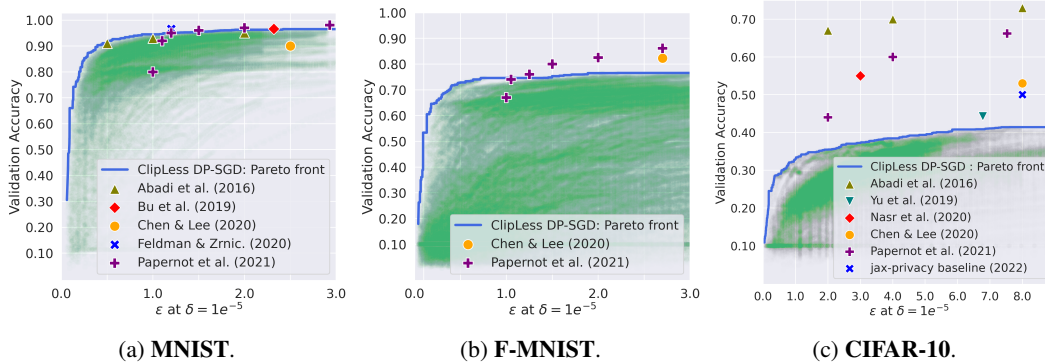 Validation Accuracy
1.00
0.90
0.80
0.70
0.60
0.50
0.40
0.30
0.20
0.10
ClipLess DP-SGD: Pareto front
Abadi et al. (2016)
Bu et al. (2019)
Chen & Lee (2020)
Feldman & Zrnic. (2020)
Papernot et al. (2021)
0.0 1.0 2.0 3.0
ε at δ = 1e⁻⁵
(a) MNIST.
Validation Accuracy
1.00
0.90
0.80
0.70
0.60
0.50
0.40
0.30
0.20
0.10
ClipLess DP-SGD: Pareto front
Chen & Lee (2020)
Papernot et al. (2021)
0.0 1.0 2.0 3.0
ε at δ = 1e⁻⁵
(b) F-MNIST.
Validation Accuracy
0.70
0.60
0.50
0.40
0.30
0.20
0.10
ClipLess DP-SGD : Pareto front
Abadi et al. (2016)
Yu et al. (2019)
Nasr et al. (2020)
Chen & Lee (2020)
Papernot et al. (2021)
jax-privacy baseline (2022)
0.0 1.0 2.0 3.0 4.0 5.0 6.0 7.0 8.0
ε at δ = 1e⁻⁵
(c) CIFAR-10.